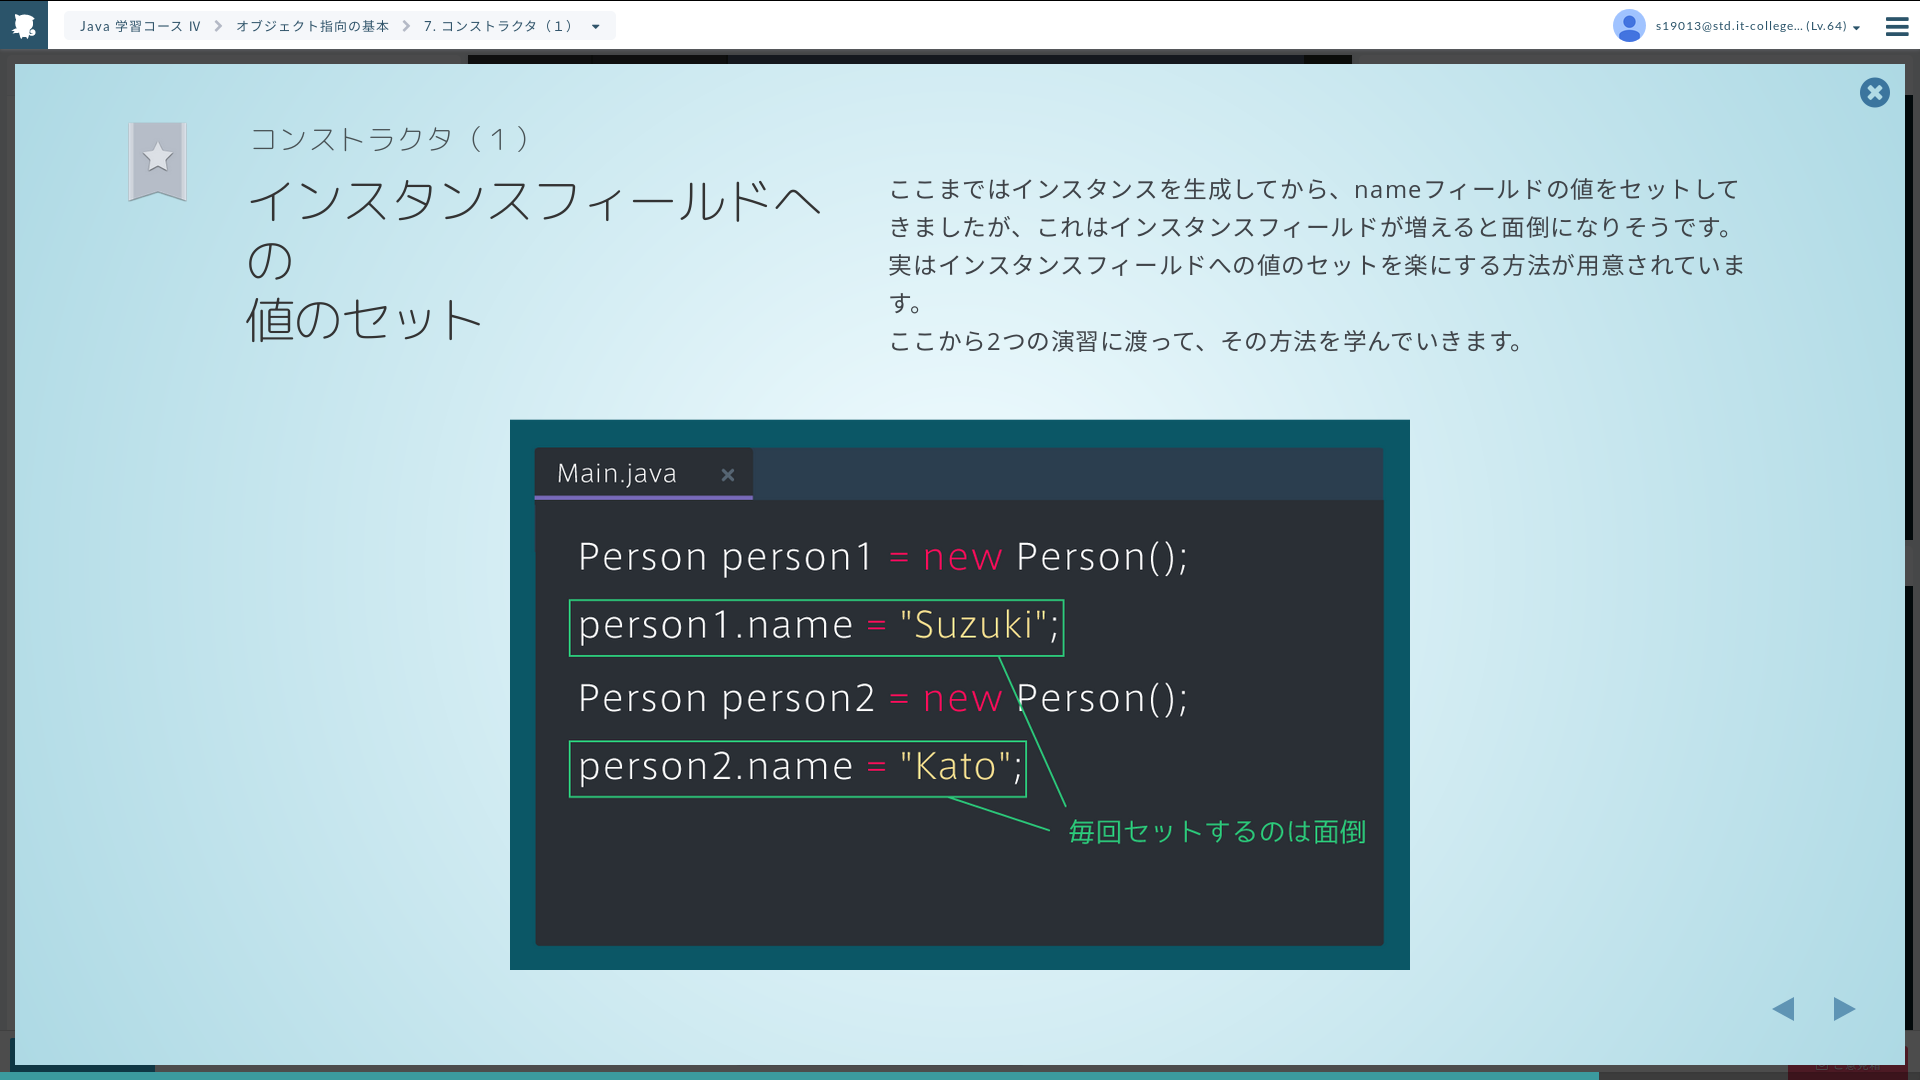 Java 学習コース Ⅳ
オブジェクト指向の基本
7. コンストラクタ（１）
s19013@std.it-college... (Lv.64)
コンストラクタ（１）
インスタンスフィールドへ
の
値のセット
ここまではインスタンスを生成してから、nameフィールドの値をセットして
きましたが、これはインスタンスフィールドが増えると面倒になりそうです。
実はインスタンスフィールドへの値のセットを楽にする方法が用意されていま
す。
ここから2つの演習に渡って、その方法を学んでいきます。
Main.java
Person person1 = new Person();
person1.name = "Suzuki";
Person person2 = new Person();
person2.name = "Kato";
毎回セットするのは面倒